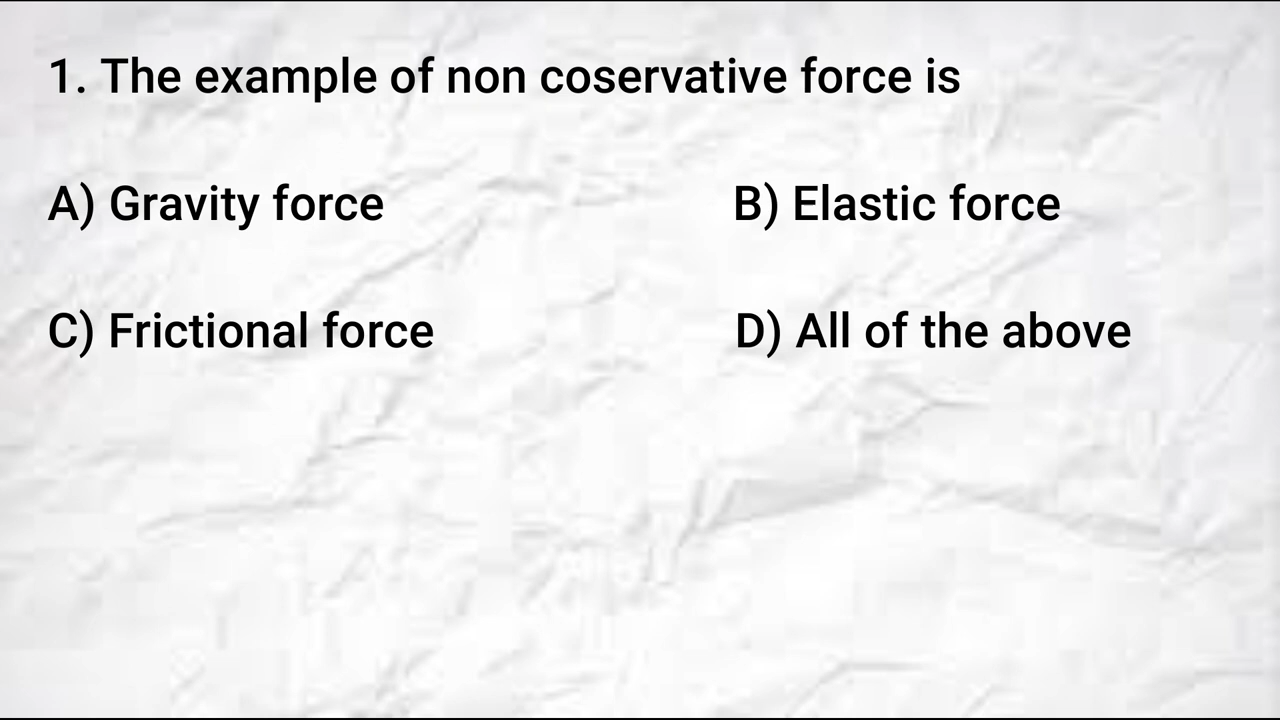 1. The example of non coservative force is
A) Gravity force B) Elastic force
C) Frictional force D) All of the above